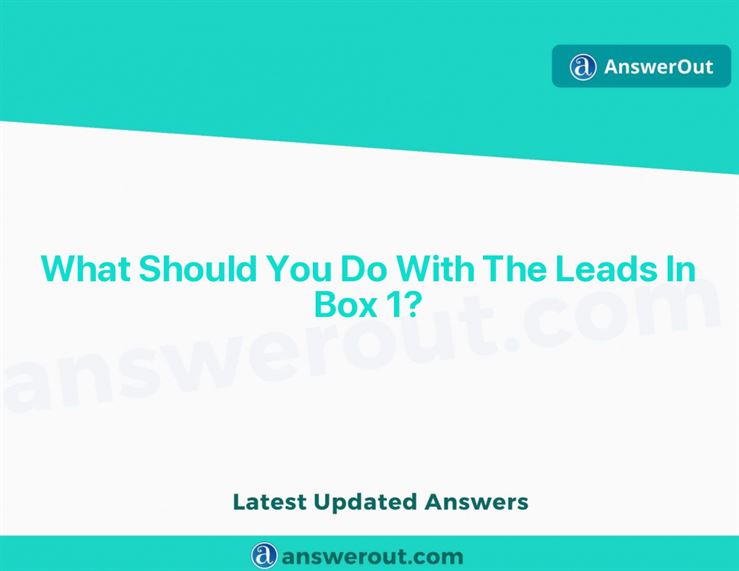 AnswerOut
What Should You Do With The Leads In
Box 1?
answerout.com
Latest Updated Answers
answerout.com